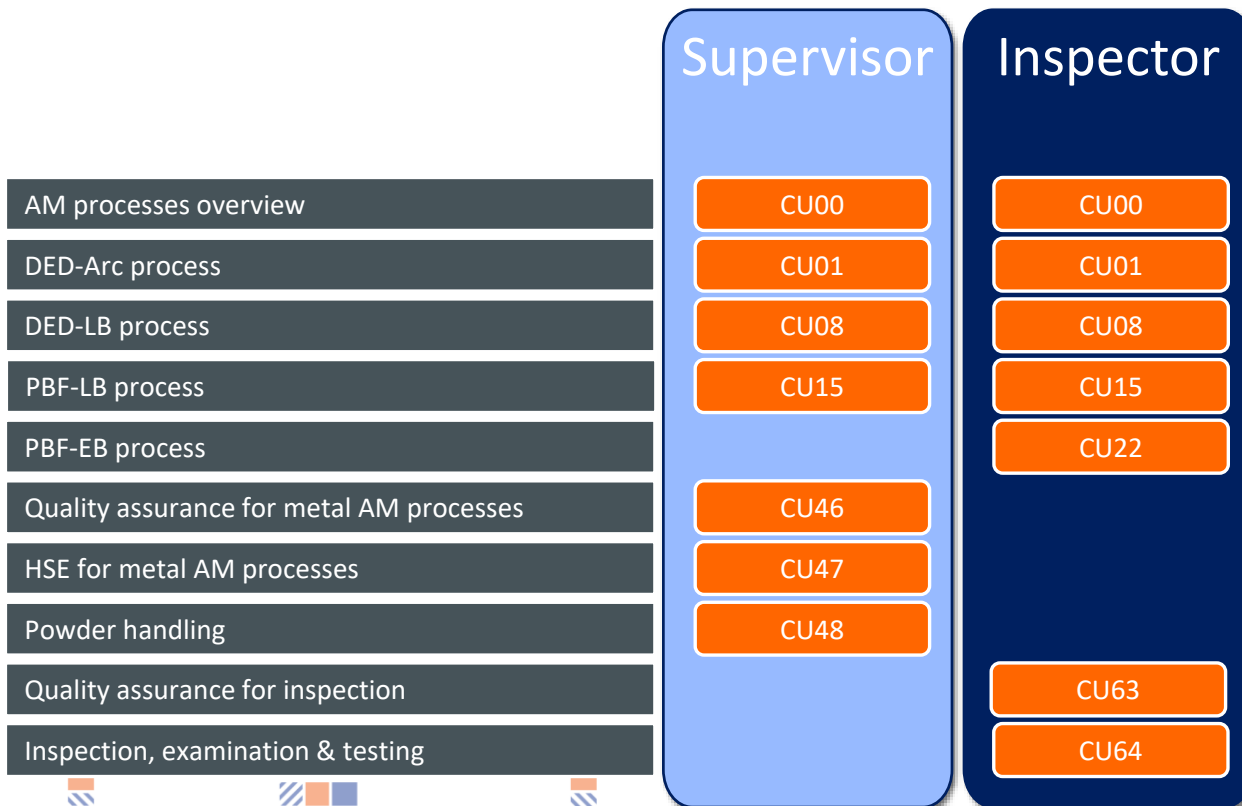 Supervisor Inspector
AM processes overview CU00 CU00
DED-Arc process CU01 CU01
DED-LB process CU08 CU08
PBF-LB process CU15 CU15
PBF-EB process CU22
Quality assurance for metal AM processes CU46
HSE for metal AM processes CU47
Powder handling CU48
Quality assurance for inspection CU63
Inspection, examination & testing CU64